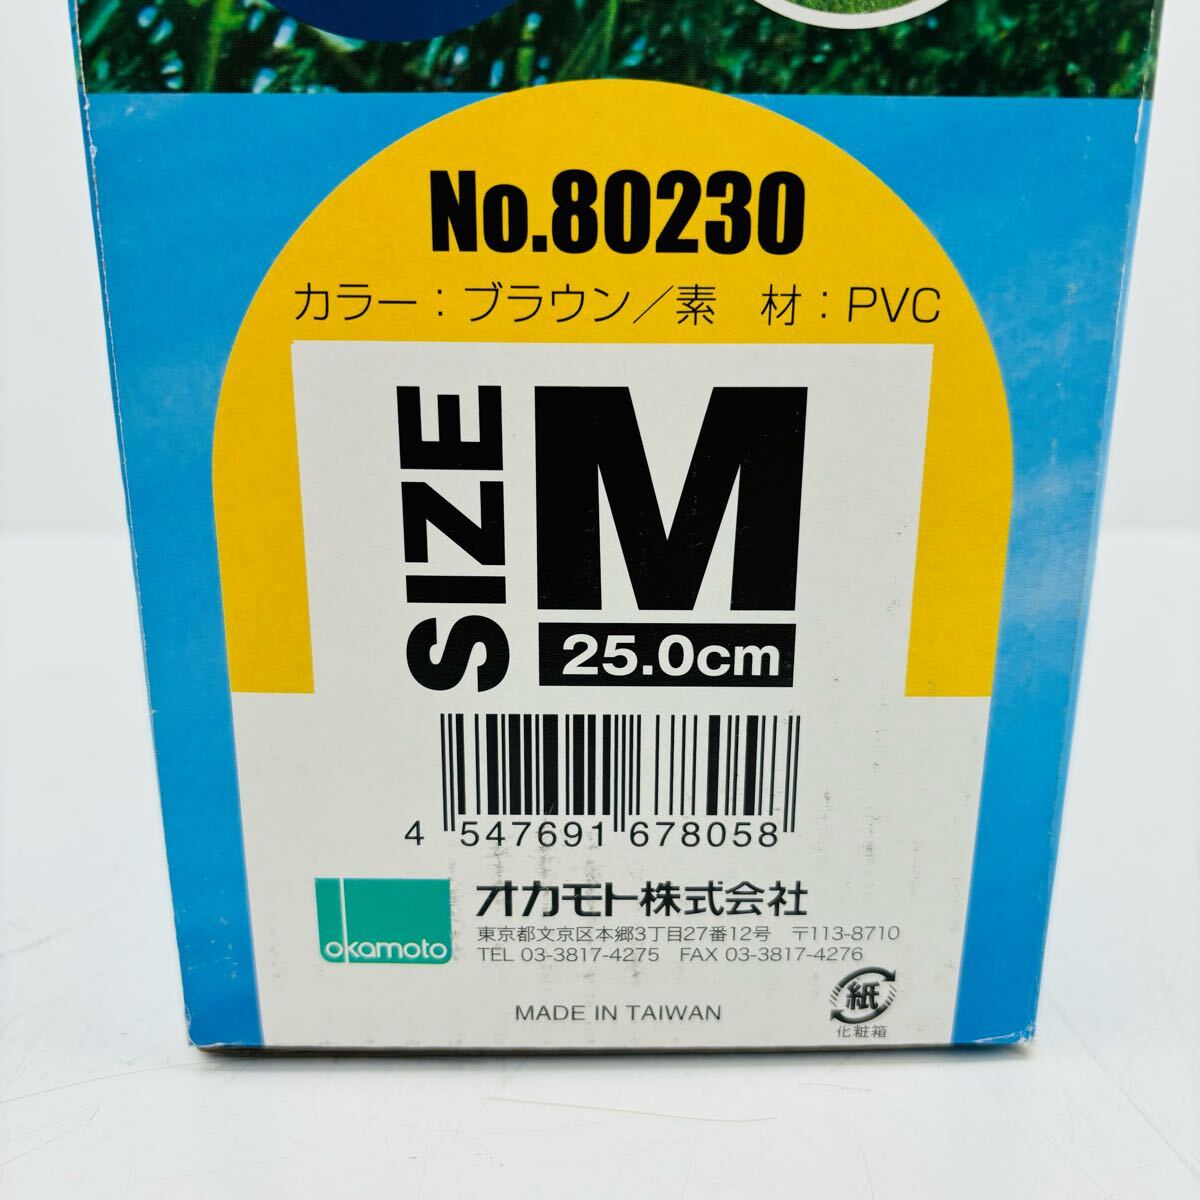 No.80230
カラー：ブラウン／素　材：PVC
SIZE
M
25.0cm
4 547691 678058
okamoto
オカモト株式会社
東京都文京区本郷3丁目27番12号　〒113-8710
TEL 03-3817-4275　FAX 03-3817-4276
MADE IN TAIWAN
紙
化粧箱